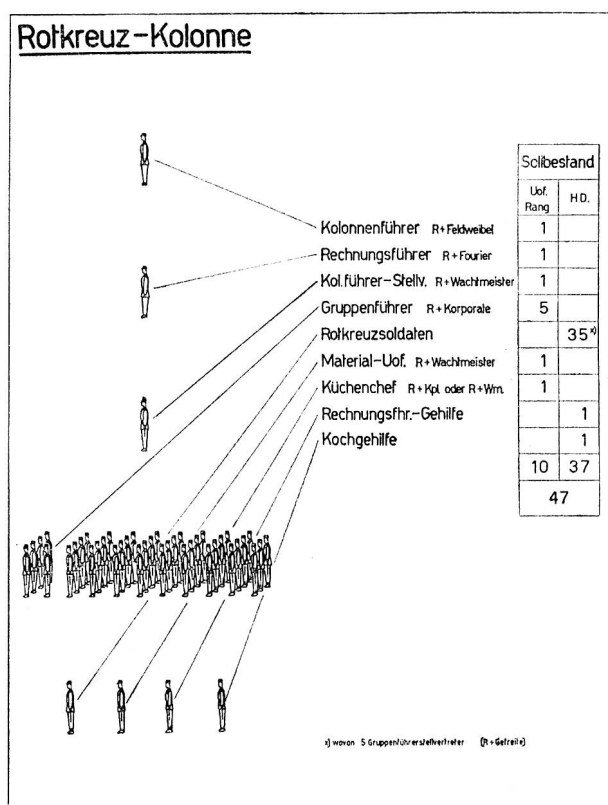 Rotkreuz-Kolonne
Sollbestand
Uof. Rang HD.
Kolonnenführer R+Feldweibel 1
Rechnungsführer R+Fourier 1
Kol.führer-Stellv. R+Wachtmeister 1
Gruppenführer R+Korporale 5
Rotkreuzsoldaten 35x)
Material-Uof. R+Wachtmeister 1
Küchenchef R+Kpl. oder R+Wm. 1
Rechnungsfhr.-Gehilfe 1
Kochgehilfe 1
10 37
47
x) wovon 5 Gruppenführerstellvertreter (R+Gefreite)